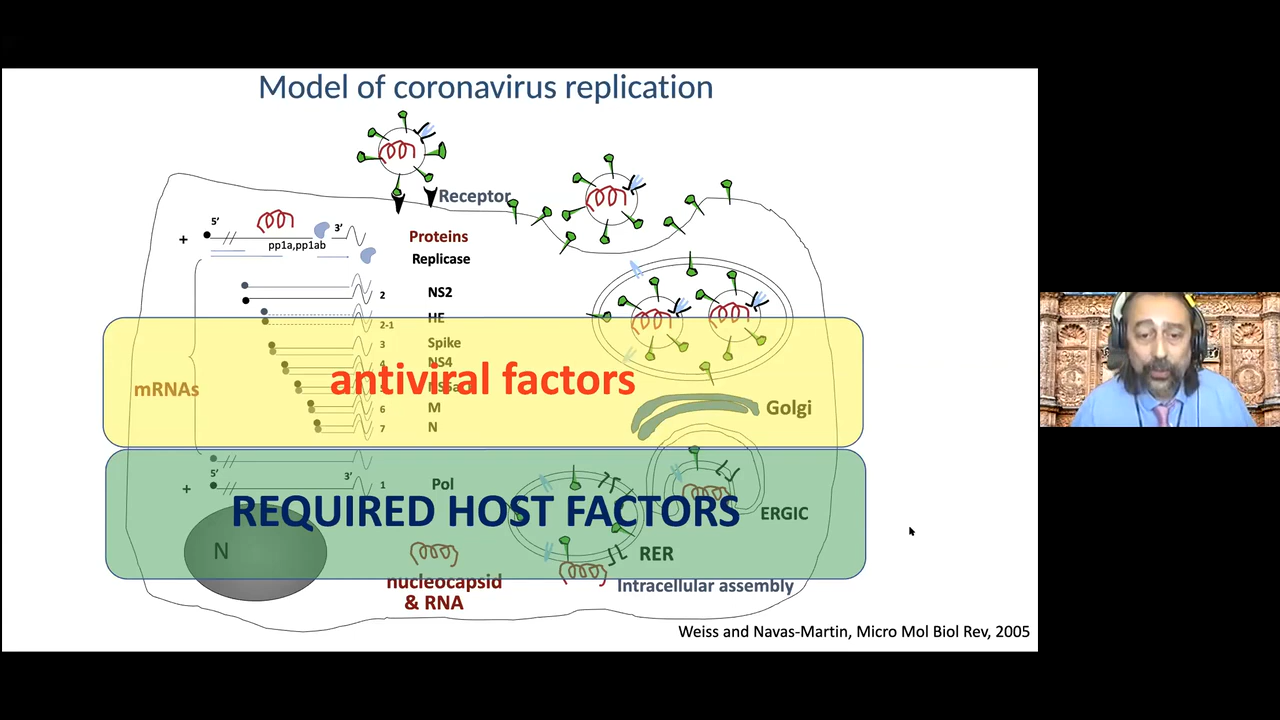 Model of coronavirus replication
Receptor
5'
3'
+
pp1a,pp1ab
Proteins
Replicase
2
NS2
HE
2-1
3
Spike
4
NS4
antiviral factors
mRNAs
NS5a
6
M
7
N
Golgi
5'
3'
+
1
Pol
REQUIRED HOST FACTORS
ERGIC
N
RER
nucleocapsid
& RNA
Intracellular assembly
Weiss and Navas-Martin, Micro Mol Biol Rev, 2005